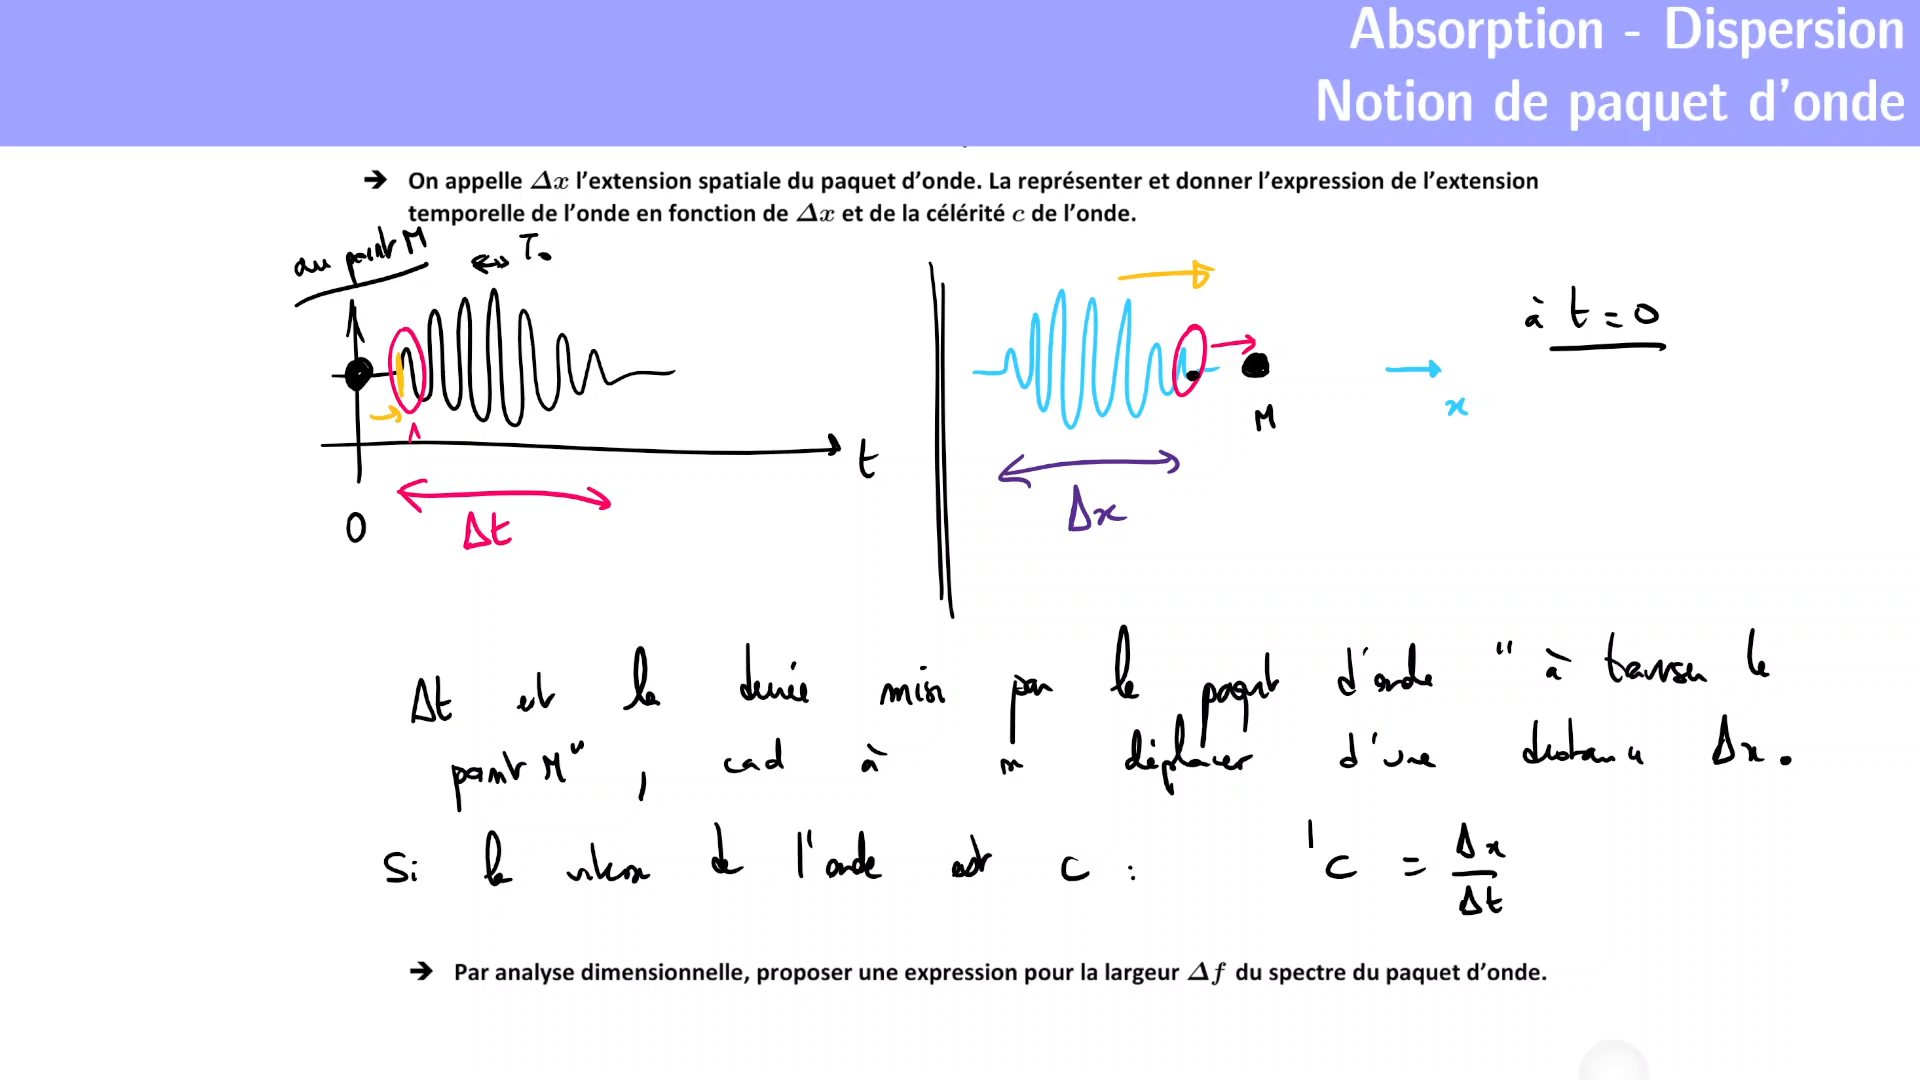 Absorption - Dispersion
Notion de paquet d'onde
➔ On appelle Δx l'extension spatiale du paquet d'onde. La représenter et donner l'expression de l'extension
temporelle de l'onde en fonction de Δx et de la célérité c de l'onde.
au point M
T₀
à t = 0
M
x
t
0
Δt
Δx
Δt est la durée mise par le paquet d'onde " à traverser le
point M" , cad à se déplacer d'une distance Δx.
Si la vitesse de l'onde est c : c = Δx/Δt
➔ Par analyse dimensionnelle, proposer une expression pour la largeur Δf du spectre du paquet d'onde.